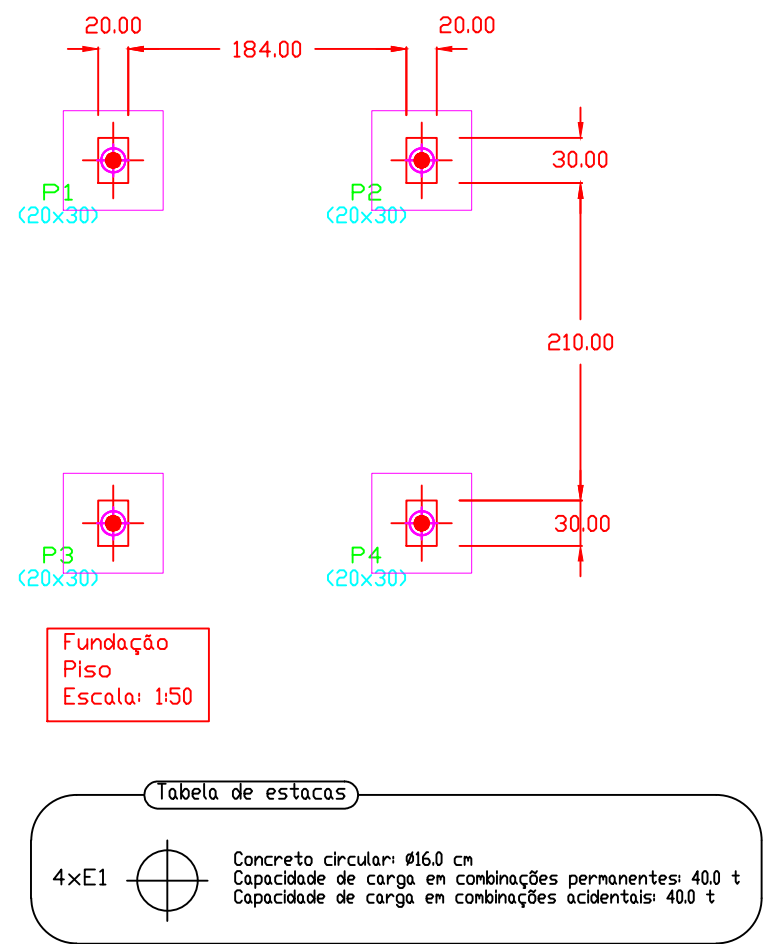 20.00
184.00
20.00
30.00
P1
(20x30)
P2
(20x30)
210.00
30.00
P3
(20x30)
P4
(20x30)
Fundação
Piso
Escala: 1:50
Tabela de estacas
4xE1
Concreto circular: Ø16.0 cm
Capacidade de carga em combinações permanentes: 40.0 t
Capacidade de carga em combinações acidentais: 40.0 t